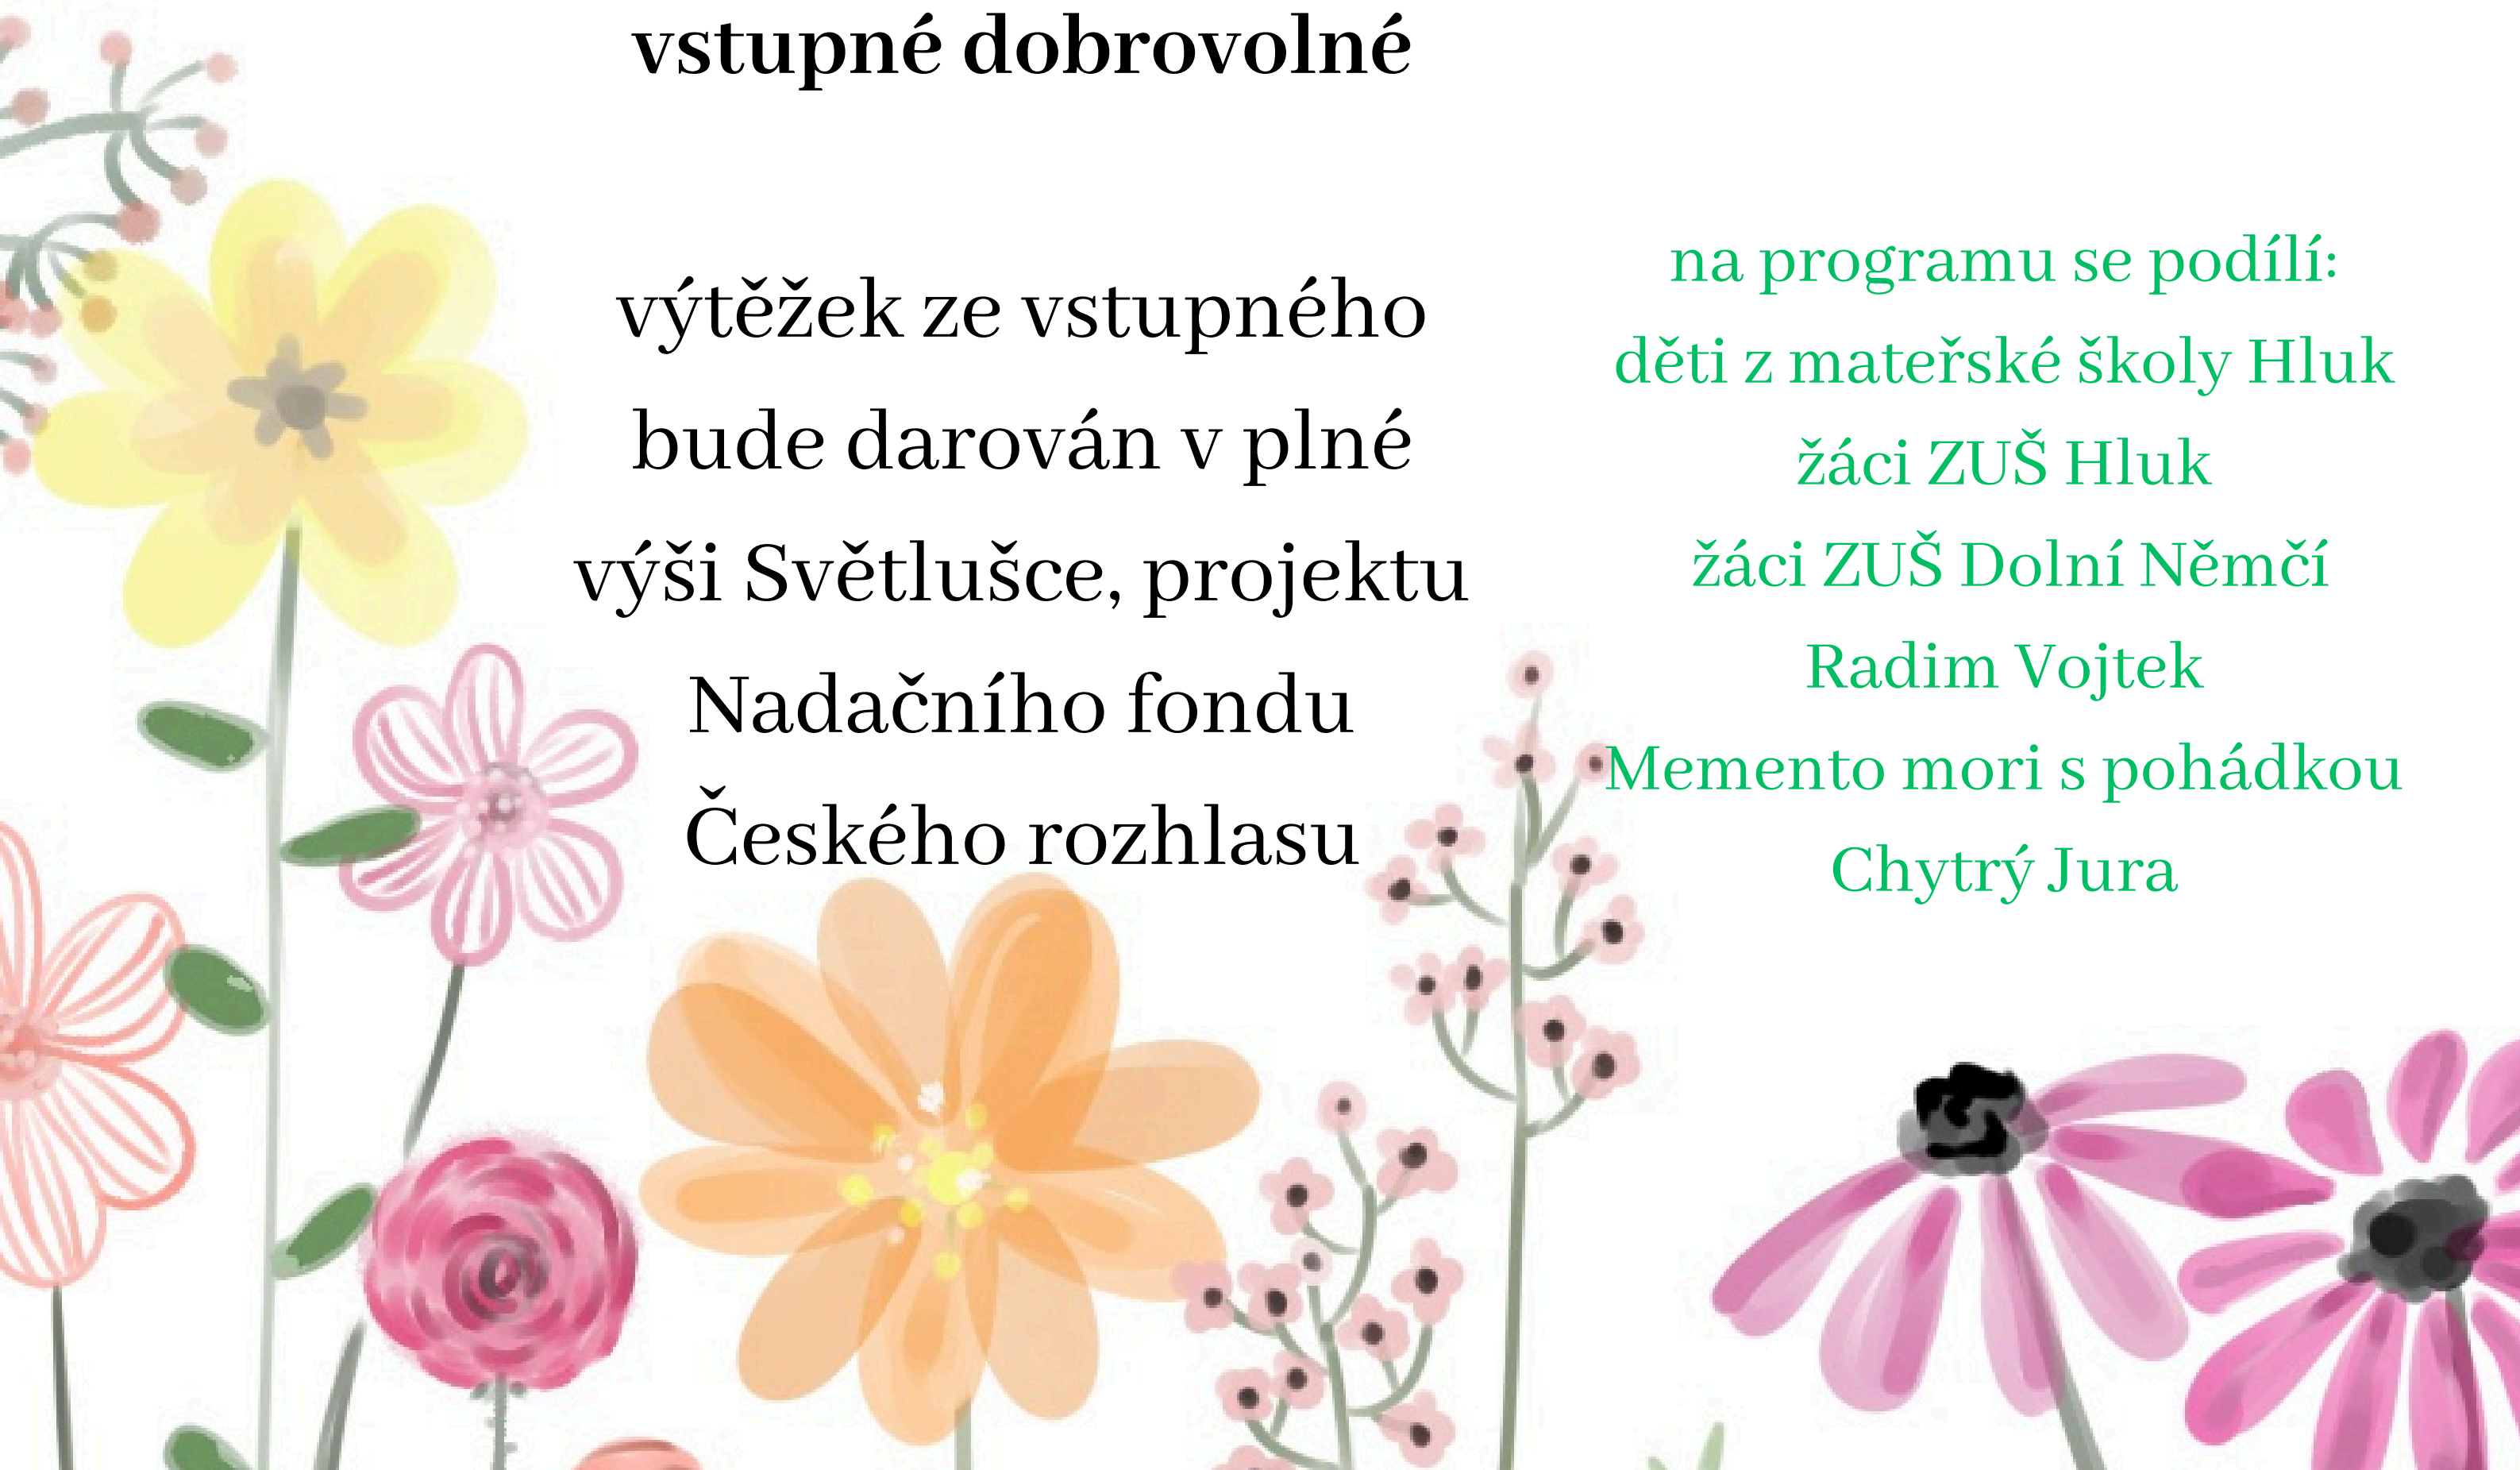 vstupné dobrovolné
výtěžek ze vstupného
bude darován v plné
výši Světlušce, projektu
Nadačního fondu
Českého rozhlasu
na programu se podílí:
děti z mateřské školy Hluk
žáci ZUŠ Hluk
žáci ZUŠ Dolní Němčí
Radim Vojtek
Memento mori s pohádkou
Chytrý Jura